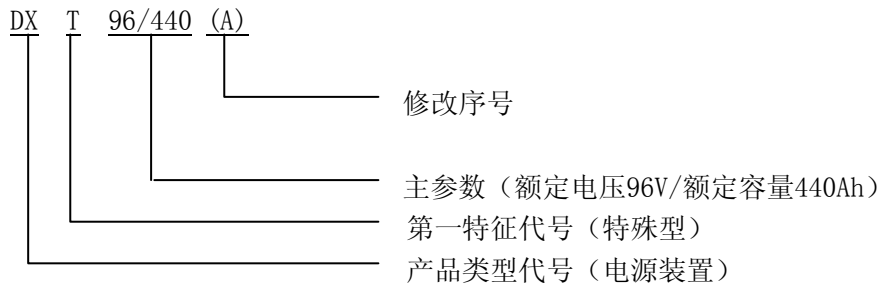 DX T 96/440 (A)
修改序号
主参数（额定电压96V/额定容量440Ah）
第一特征代号（特殊型）
产品类型代号（电源装置）